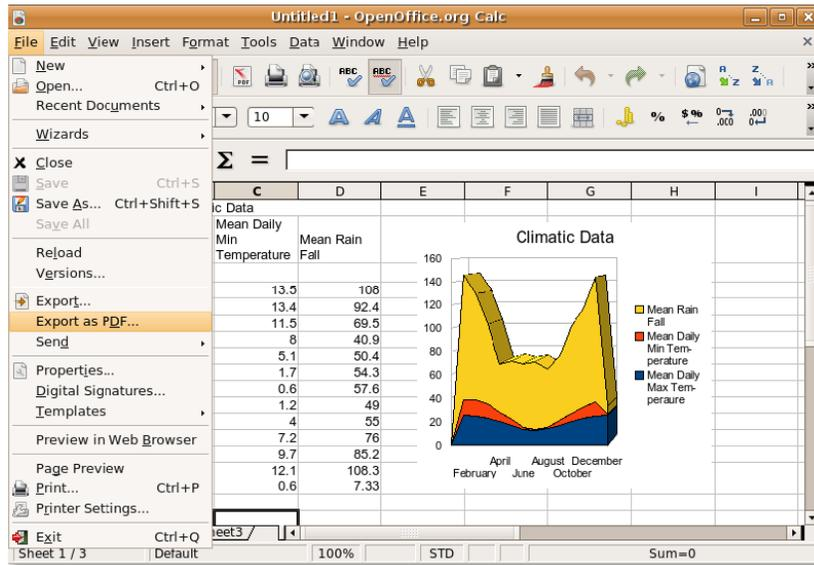 Untitled1 - OpenOffice.org Calc
File Edit View Insert Format Tools Data Window Help
New
Open... Ctrl+O
Recent Documents
Wizards
Close
Save Ctrl+S
Save As... Ctrl+Shift+S
Save All
Reload
Versions...
Export...
Export as PDF...
Send
Properties...
Digital Signatures...
Templates
Preview in Web Browser
Page Preview
Print... Ctrl+P
Printer Settings...
Exit Ctrl+Q
PDF ABC ABC
10
Σ =
C D E F G H I
ic Data
Mean Daily
Min Mean Rain
Temperature Fall
13.5 108
13.4 92.4
11.5 69.5
8 40.9
5.1 50.4
1.7 54.3
0.6 57.6
1.2 49
4 55
7.2 76
9.7 85.2
12.1 108.3
0.6 7.33
Climatic Data
160
140
120
100
80
60
40
20
0
April August December
February June October
Mean Rain
Fall
Mean Daily
Min Tem-
perature
Mean Daily
Max Tem-
peraure
eet3
Sheet 1 / 3 Default 100% STD Sum=0